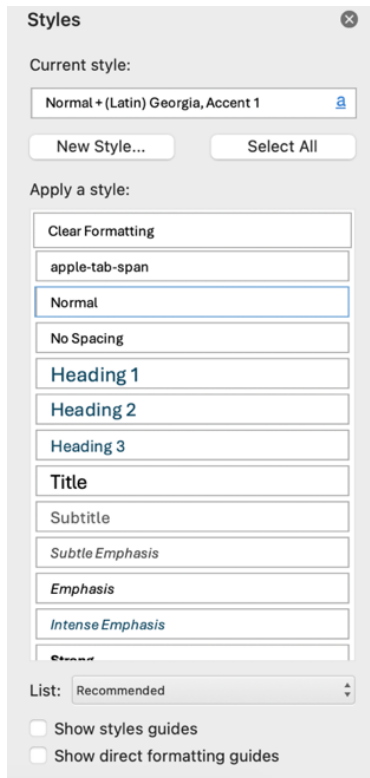 Styles
Current style:
Normal + (Latin) Georgia, Accent 1 a
New Style... Select All
Apply a style:
Clear Formatting
apple-tab-span
Normal
No Spacing
Heading 1
Heading 2
Heading 3
Title
Subtitle
Subtle Emphasis
Emphasis
Intense Emphasis
Strong
List: Recommended
Show styles guides
Show direct formatting guides